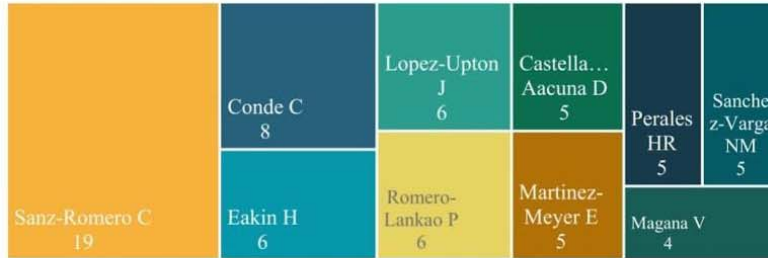 Sanz-Romero C
19
Conde C
8
Eakin H
6
Lopez-Upton
J
6
Romero-
Lankao P
6
Castella…
Aacuna D
5
Martinez-
Meyer E
5
Perales
HR
5
Sanche
z-Varga
NM
5
Magana V
4